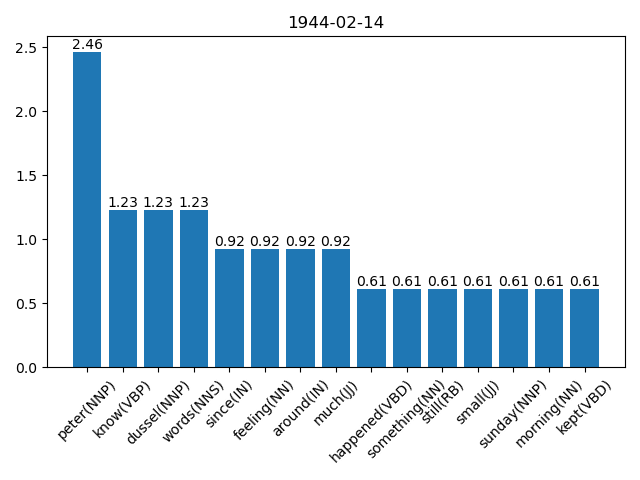 1944-02-14
2.5
2.0
1.5
1.0
0.5
0.0
2.46
1.23
1.23
1.23
0.92
0.92
0.92
0.92
0.61
0.61
0.61
0.61
0.61
0.61
0.61
peter(NNP)
know(VBP)
dussel(NNP)
words(NNS)
since(IN)
feeling(NN)
around(IN)
much(JJ)
happened(VBD)
something(NN)
still(RB)
small(JJ)
sunday(NNP)
morning(NN)
kept(VBD)